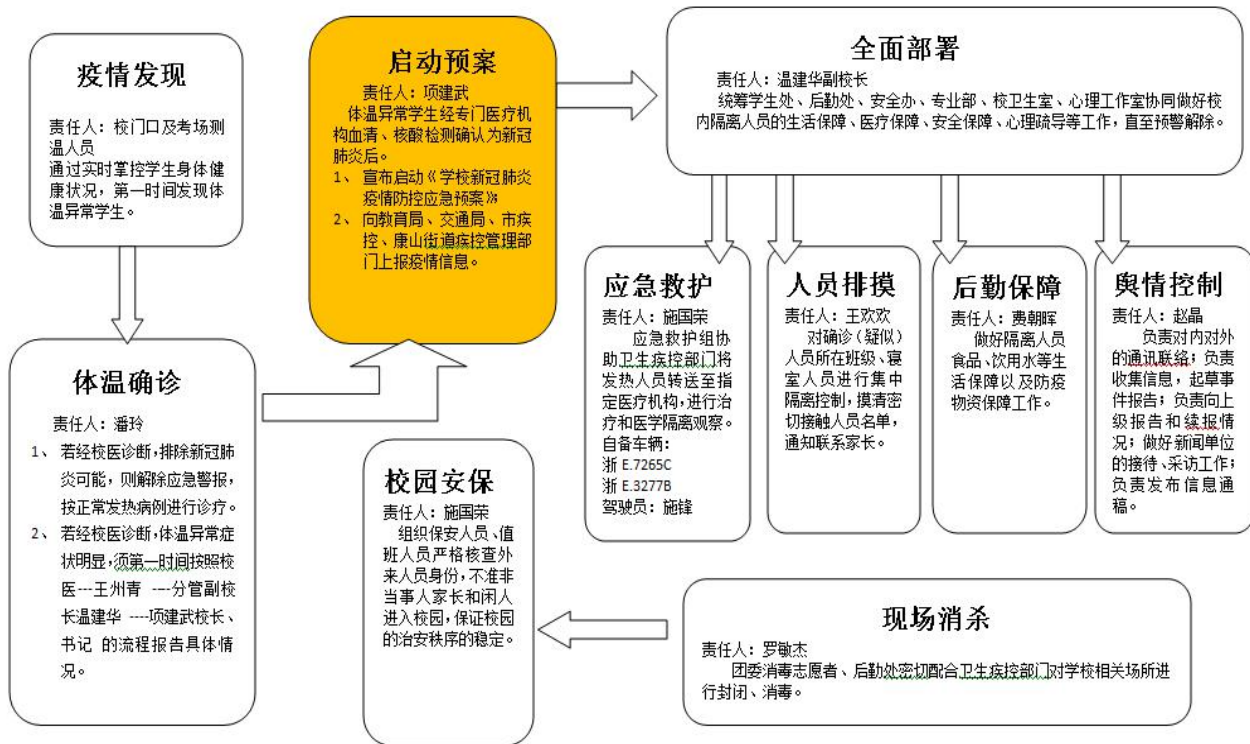 疫情发现
责任人：校门口及考场测
温人员
通过实时掌控学生身体健
康状况，第一时间发现体
温异常学生。
体温确诊
责任人：潘玲
1、 若经校医诊断，排除新冠肺
炎可能，则解除应急警报，
按正常发热病例进行诊疗。
2、 若经校医诊断，体温异常症
状明显，须第一时间按照校
医---王州青 ----分管副校
长温建华 ----项建武校长、
书记 的流程报告具体情
况。
启动预案
责任人：项建武
体温异常学生经专门医疗机
构血清、核酸检测确认为新冠
肺炎后。
1、 宣布启动《学校新冠肺炎
疫情防控应急预案》；
2、 向教育局、交通局、市疾
控、康山街道疾控管理部
门上报疫情信息。
全面部署
责任人：温建华副校长
统筹学生处、后勤处、安全办、专业部、校卫生室、心理工作室协同做好校
内隔离人员的生活保障、医疗保障、安全保障、心理疏导等工作，直至预警解除。
应急救护
责任人：施国荣
应急救护组协
助卫生疾控部门将
发热人员转送至指
定医疗机构，进行治
疗和医学隔离观察。
自备车辆：
浙 E.7265C
浙 E.3277B
驾驶员：施锋
人员排摸
责任人：王欢欢
对确诊（疑似）
人员所在班级、寝
室人员进行集中
隔离控制，摸清密
切接触人员名单，
通知联系家长。
后勤保障
责任人：费朝晖
做好隔离人员
食品、饮用水等生
活保障以及防疫
物资保障工作。
舆情控制
责任人：赵晶
负责对内对外
的通讯联络；负责
收集信息，起草事
件报告；负责向上
级报告和续报情
况；做好新闻单位
的接待、采访工作；
负责发布信息通
稿。
现场消杀
责任人：罗敏杰
团委消毒志愿者、后勤处密切配合卫生疾控部门对学校相关场所进
行封闭、消毒。
校园安保
责任人：施国荣
组织保安人员、值
班人员严格核查外
来人员身份，不准非
当事人家长和闲人
进入校园，保证校园
的治安秩序的稳定。